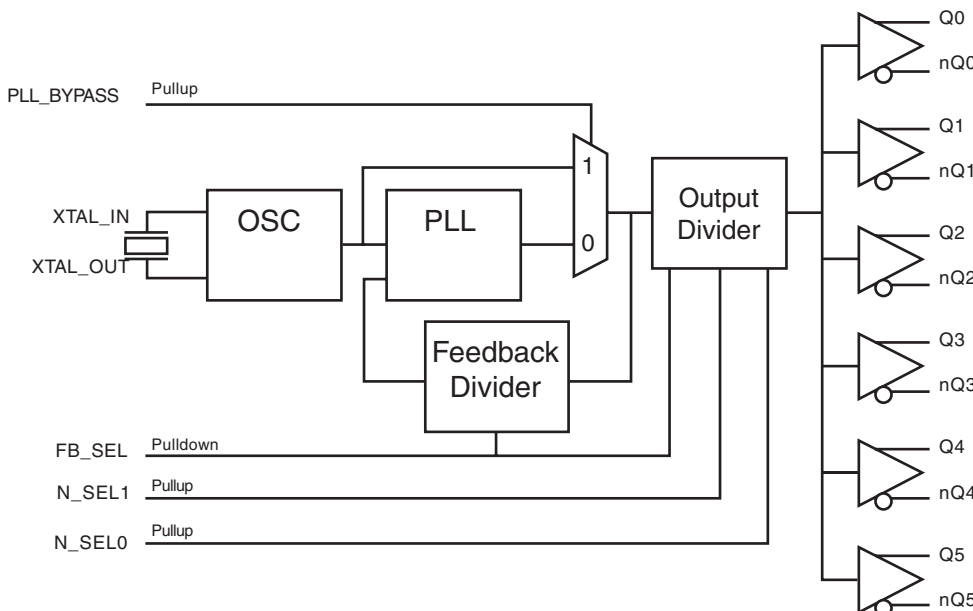 Q0
nQ0
PLL_BYPASS
Pullup
Q1
nQ1
1
XTAL_IN
OSC
PLL
0
Output
Divider
XTAL_OUT
Q2
nQ2
Feedback
Divider
Q3
nQ3
FB_SEL
Pulldown
N_SEL1
Pullup
Q4
nQ4
N_SEL0
Pullup
Q5
nQ5